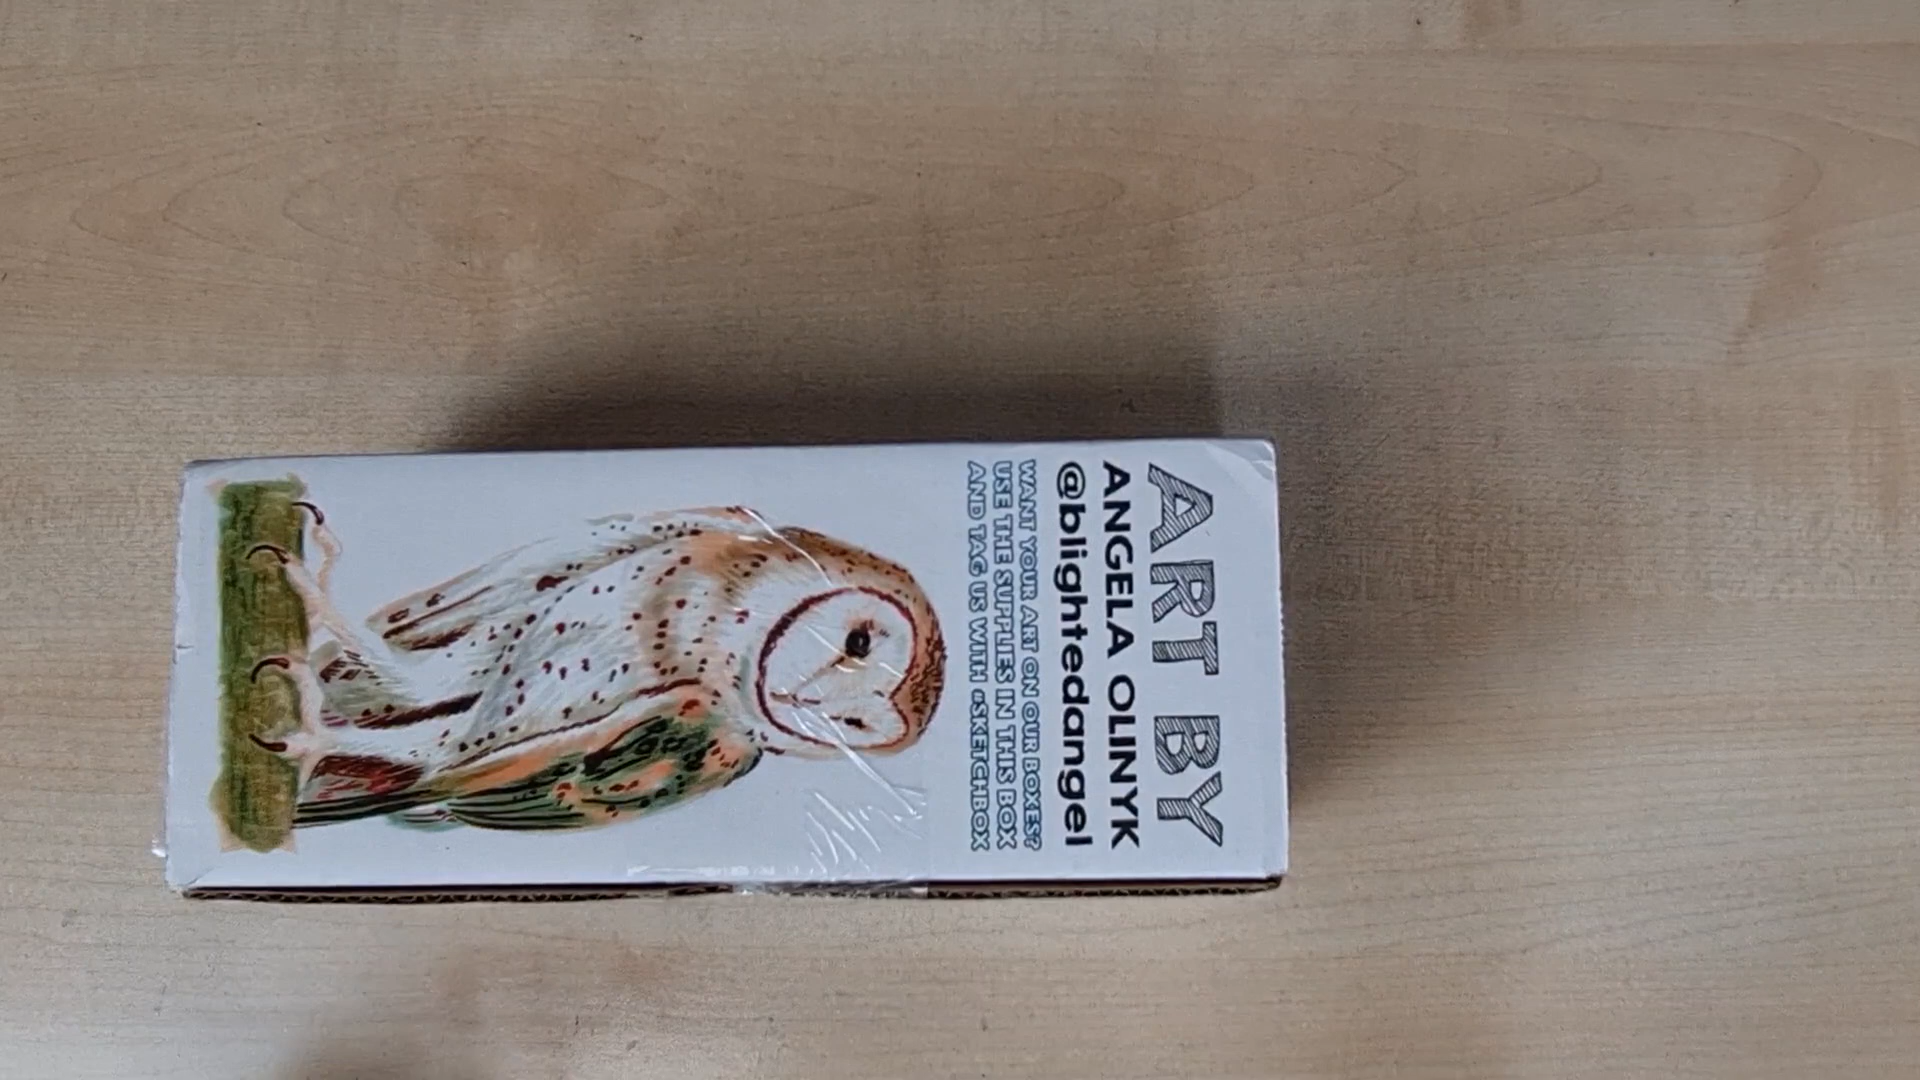 ART BY
ANGELA OLINYK
@blightedangel
WANT YOUR ART ON OUR BOXES?
USE THE SUPPLIES IN THIS BOX
AND TAG US WITH #SKETCHBOX